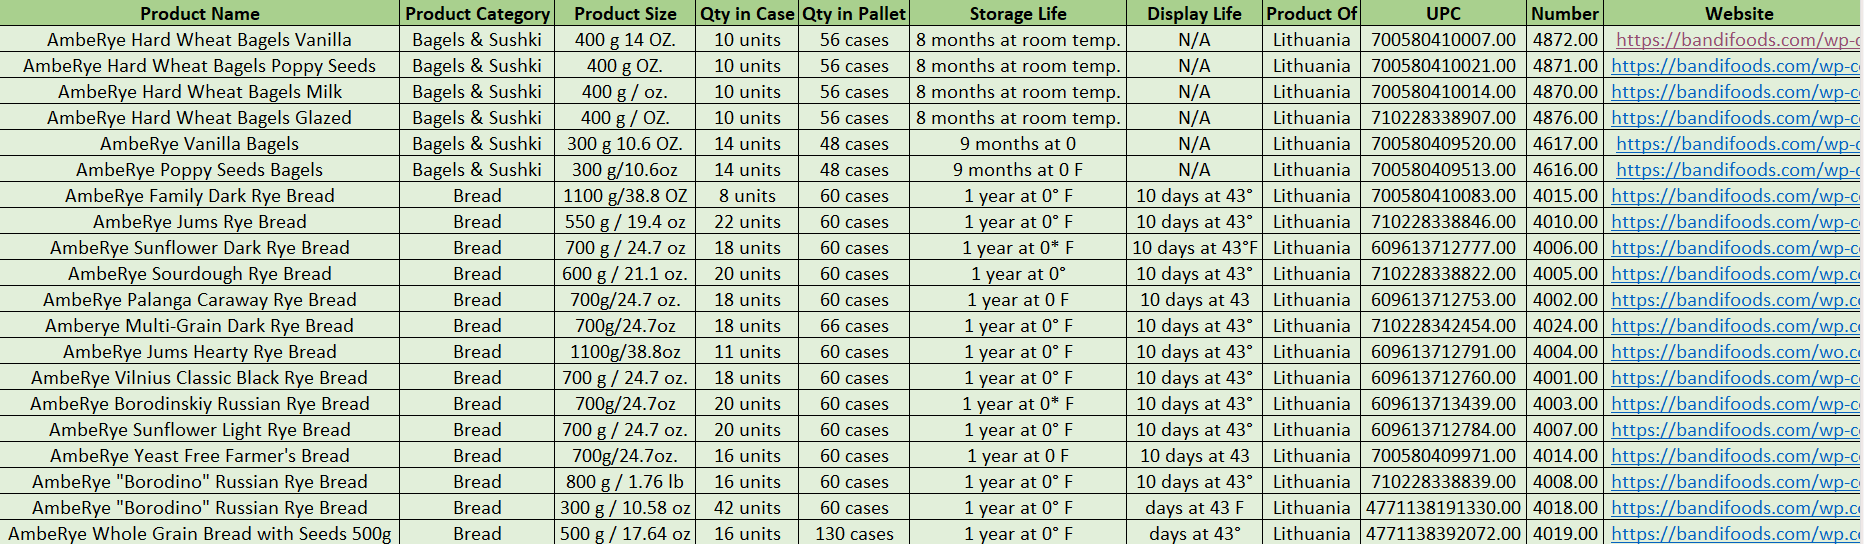 Product Name Product Category Product Size Qty in Case Qty in Pallet Storage Life Display Life Product Of UPC Number Website
AmbeRye Hard Wheat Bagels Vanilla Bagels & Sushki 400 g 14 OZ. 10 units 56 cases 8 months at room temp. N/A Lithuania 700580410007.00 4872.00 https://bandifoods.com/wp-c
AmbeRye Hard Wheat Bagels Poppy Seeds Bagels & Sushki 400 g OZ. 10 units 56 cases 8 months at room temp. N/A Lithuania 700580410021.00 4871.00 https://bandifoods.com/wp-c
AmbeRye Hard Wheat Bagels Milk Bagels & Sushki 400 g / oz. 10 units 56 cases 8 months at room temp. N/A Lithuania 700580410014.00 4870.00 https://bandifoods.com/wp-c
AmbeRye Hard Wheat Bagels Glazed Bagels & Sushki 400 g / OZ. 10 units 56 cases 8 months at room temp. N/A Lithuania 710228338907.00 4876.00 https://bandifoods.com/wp-c
AmbeRye Vanilla Bagels Bagels & Sushki 300 g 10.6 OZ. 14 units 48 cases 9 months at 0 N/A Lithuania 700580409520.00 4617.00 https://bandifoods.com/wp-c
AmbeRye Poppy Seeds Bagels Bagels & Sushki 300 g/10.6oz 14 units 48 cases 9 months at 0 F N/A Lithuania 700580409513.00 4616.00 https://bandifoods.com/wp-c
AmbeRye Family Dark Rye Bread Bread 1100 g/38.8 OZ 8 units 60 cases 1 year at 0° F 10 days at 43° Lithuania 700580410083.00 4015.00 https://bandifoods.com/wp.c
AmbeRye Jums Rye Bread Bread 550 g / 19.4 oz 22 units 60 cases 1 year at 0° F 10 days at 43° Lithuania 710228338846.00 4010.00 https://bandifoods.com/wp.c
AmbeRye Sunflower Dark Rye Bread Bread 700 g / 24.7 oz 18 units 60 cases 1 year at 0* F 10 days at 43°F Lithuania 609613712777.00 4006.00 https://bandifoods.com/wp.c
AmbeRye Sourdough Rye Bread Bread 600 g / 21.1 oz. 20 units 60 cases 1 year at 0° 10 days at 43° Lithuania 710228338822.00 4005.00 https://bandifoods.com/wp.c
AmbeRye Palanga Caraway Rye Bread Bread 700g/24.7 oz. 18 units 60 cases 1 year at 0 F 10 days at 43 Lithuania 609613712753.00 4002.00 https://bandifoods.com/wp.c
Amberye Multi-Grain Dark Rye Bread Bread 700g/24.7oz 18 units 66 cases 1 year at 0° F 10 days at 43° Lithuania 710228342454.00 4024.00 https://bandifoods.com/wp.c
AmbeRye Jums Hearty Rye Bread Bread 1100g/38.8oz 11 units 60 cases 1 year at 0° F 10 days at 43° Lithuania 609613712791.00 4004.00 https://bandifoods.com/wo.c
AmbeRye Vilnius Classic Black Rye Bread Bread 700 g / 24.7 oz. 18 units 60 cases 1 year at 0° F 10 days at 43° Lithuania 609613712760.00 4001.00 https://bandifoods.com/wp.c
AmbeRye Borodinskiy Russian Rye Bread Bread 700g/24.7oz 20 units 60 cases 1 year at 0* F 10 days at 43° Lithuania 609613713439.00 4003.00 https://bandifoods.com/wp.c
AmbeRye Sunflower Light Rye Bread Bread 700 g / 24.7 oz. 20 units 60 cases 1 year at 0° F 10 days at 43° Lithuania 609613712784.00 4007.00 https://bandifoods.com/wp.c
AmbeRye Yeast Free Farmer's Bread Bread 700g/24.7oz. 16 units 60 cases 1 year at 0 F 10 days at 43 Lithuania 700580409971.00 4014.00 https://bandifoods.com/wp-c
AmbeRye "Borodino" Russian Rye Bread Bread 800 g / 1.76 lb 16 units 60 cases 1 year at 0° F 10 days at 43° Lithuania 710228338839.00 4008.00 https://bandifoods.com/wp-c
AmbeRye "Borodino" Russian Rye Bread Bread 300 g / 10.58 oz 42 units 60 cases 1 year at 0° F days at 43 F Lithuania 4771138191330.00 4018.00 https://bandifoods.com/wp-c
AmbeRye Whole Grain Bread with Seeds 500g Bread 500 g / 17.64 oz 16 units 130 cases 1 year at 0° F days at 43° Lithuania 4771138392072.00 4019.00 https://bandifoods.com/wp-c